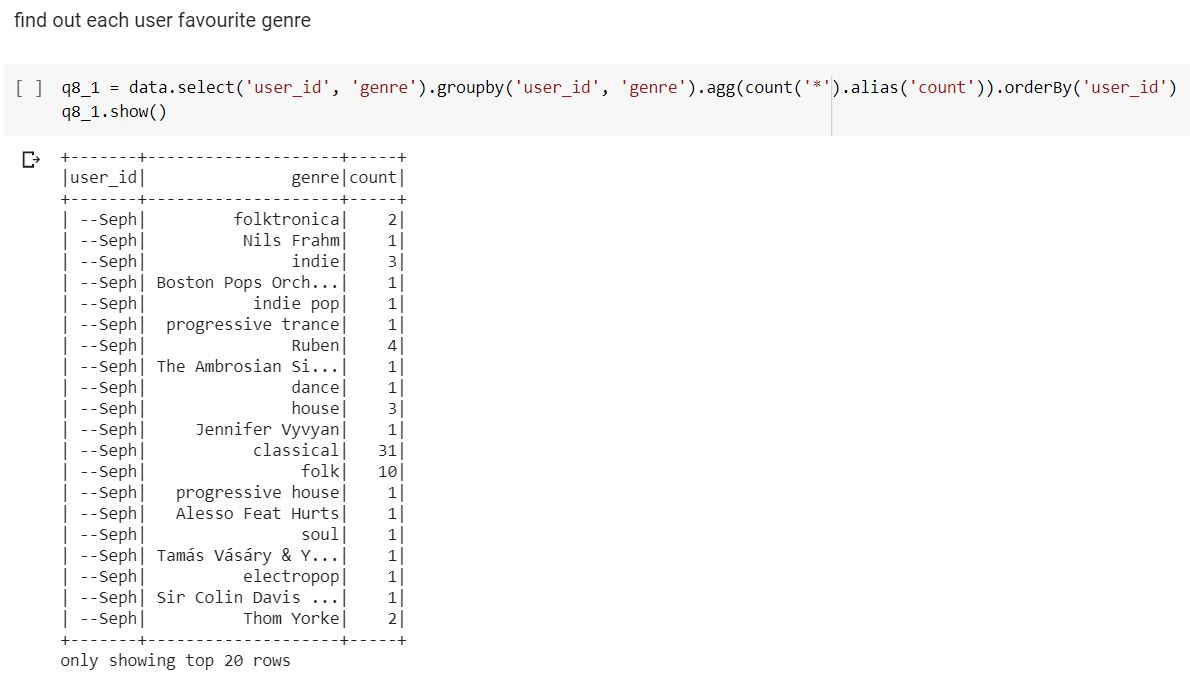 find out each user favourite genre
[ ] q8_1 = data.select('user_id', 'genre').groupby('user_id', 'genre').agg(count('*').alias('count')).orderBy('user_id')
q8_1.show()
+-------+--------------------+-----+
|user_id|               genre|count|
+-------+--------------------+-----+
| --Seph|         folktronica|    2|
| --Seph|          Nils Frahm|    1|
| --Seph|               indie|    3|
| --Seph| Boston Pops Orch...|    1|
| --Seph|           indie pop|    1|
| --Seph|  progressive trance|    1|
| --Seph|               Ruben|    4|
| --Seph| The Ambrosian Si...|    1|
| --Seph|               dance|    1|
| --Seph|               house|    3|
| --Seph|     Jennifer Vyvyan|    1|
| --Seph|           classical|   31|
| --Seph|                folk|   10|
| --Seph|   progressive house|    1|
| --Seph|   Alesso Feat Hurts|    1|
| --Seph|                soul|    1|
| --Seph| Tamás Vásáry & Y...|    1|
| --Seph|          electropop|    1|
| --Seph| Sir Colin Davis ...|    1|
| --Seph|          Thom Yorke|    2|
+-------+--------------------+-----+
only showing top 20 rows